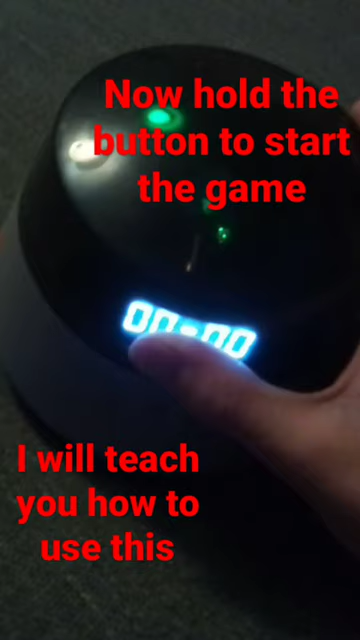 Now hold the
button to start
the game
00-00
I will teach
you how to
use this